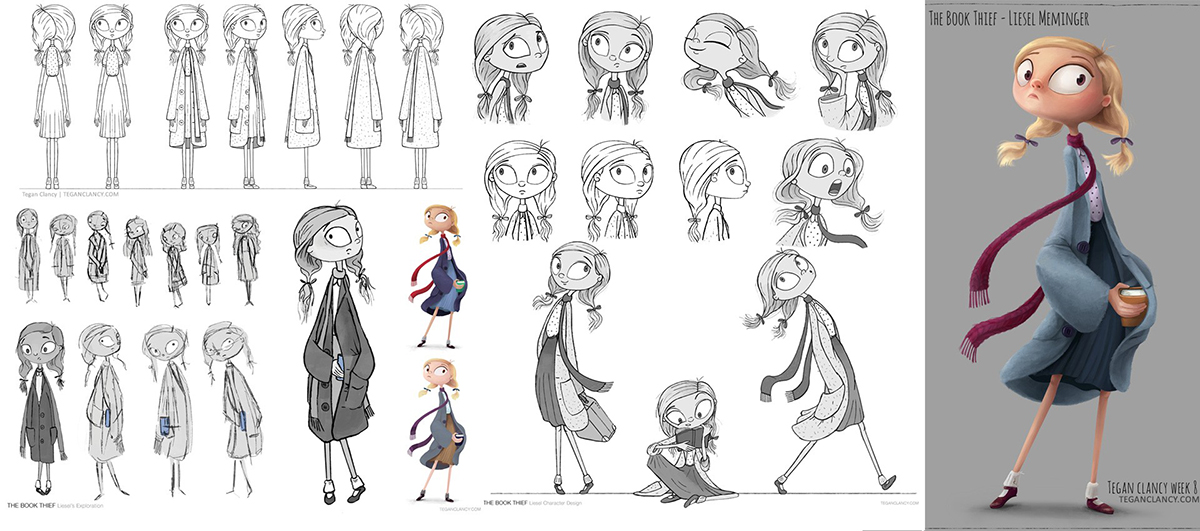 THE BOOK THIEF - LIESEL MEMINGER
Tegan Clancy | TEGANCLANCY.COM
THE BOOK THIEF Liesel's Exploration
TEGANCLANCY.COM
THE BOOK THIEF Liesel Character Design
TEGANCLANCY.COM
TEGAN CLANCY WEEK 8
TEGANCLANCY.COM